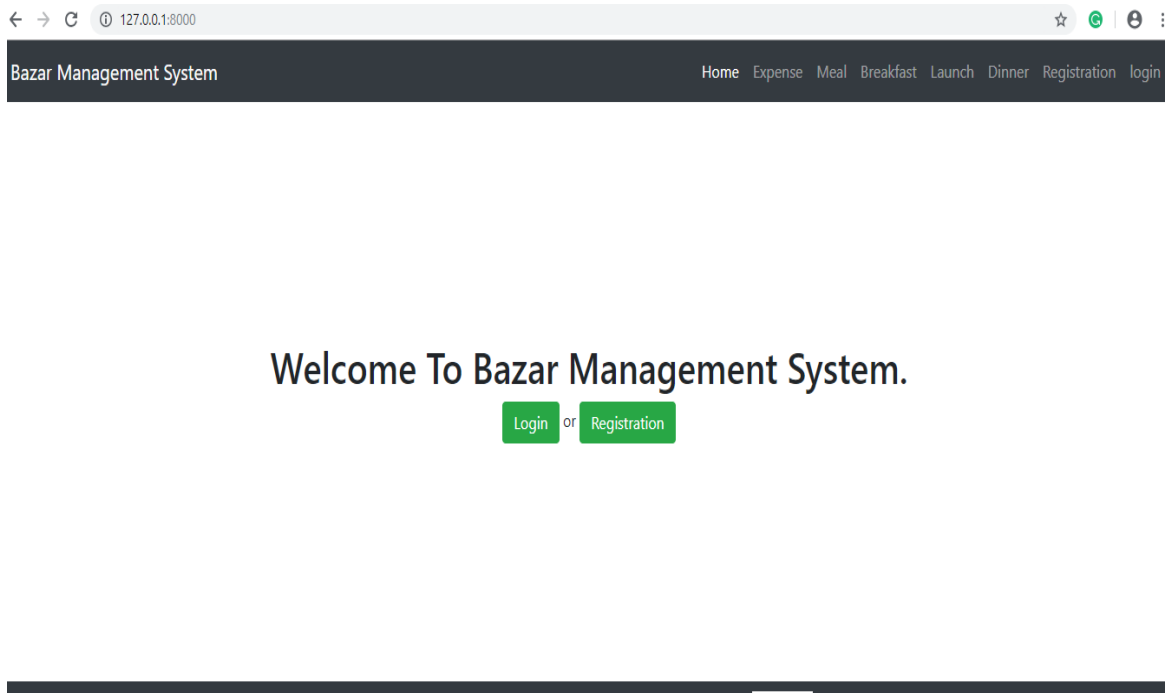 127.0.0.1:8000
Bazar Management System Home Expense Meal Breakfast Launch Dinner Registration login
Welcome To Bazar Management System.
Login or Registration